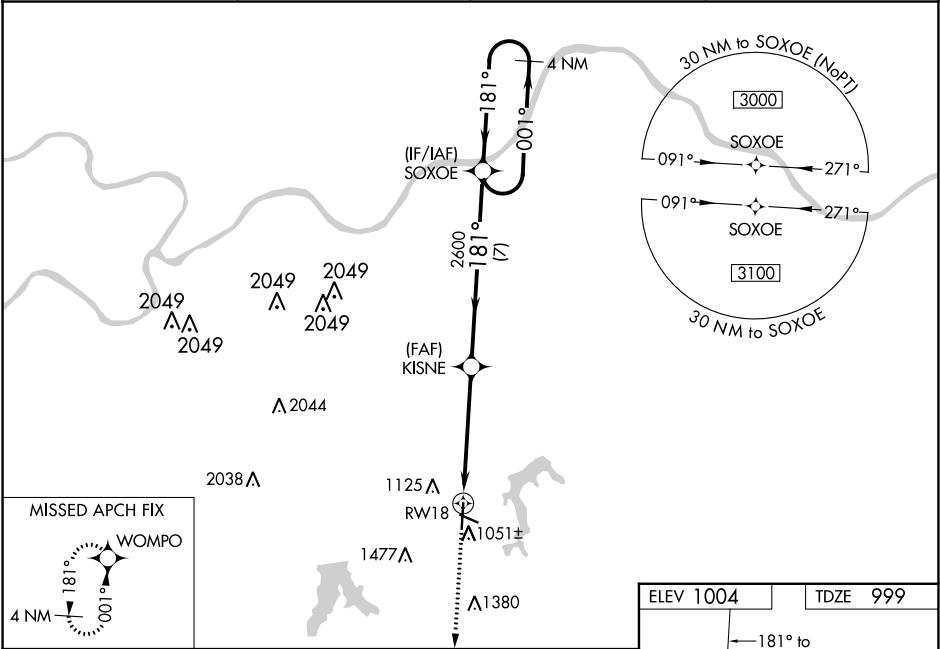 4 NM
181°
001°
(IF/IAF)
SOXOE
2600
181°
(7)
30 NM to SOXOE (NoPT)
3000
SOXOE
091°
271°
091°
271°
SOXOE
3100
30 NM to SOXOE
2049
2049
2049
2049
2049
(FAF)
KISNE
2044
2038
1125
RW18
1051±
1477
1380
MISSED APCH FIX
WOMPO
181°
001°
4 NM
ELEV 1004
TDZE 999
181° to